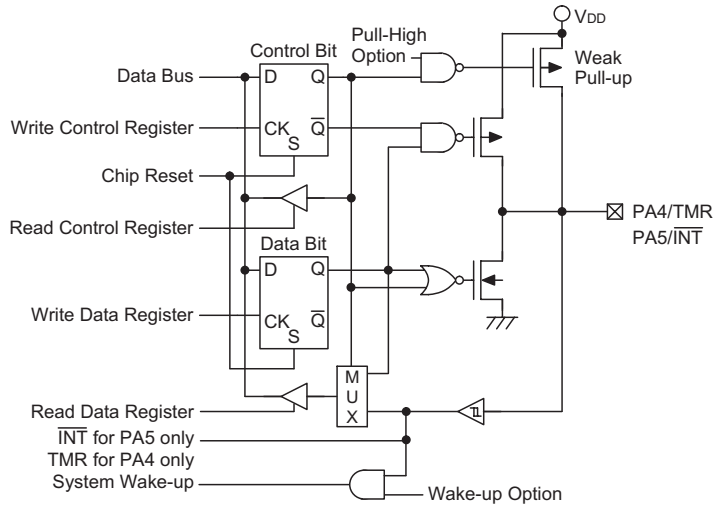 VDD
Pull-High
Option
Control Bit
Weak
Pull-up
Data Bus
D
Q
Write Control Register
CK
Q̅
S
Chip Reset
PA4/TMR
PA5/I̅N̅T̅
Read Control Register
Data Bit
D
Q
Write Data Register
CK
Q̅
S
M
U
X
Read Data Register
I̅N̅T̅ for PA5 only
TMR for PA4 only
System Wake-up
Wake-up Option